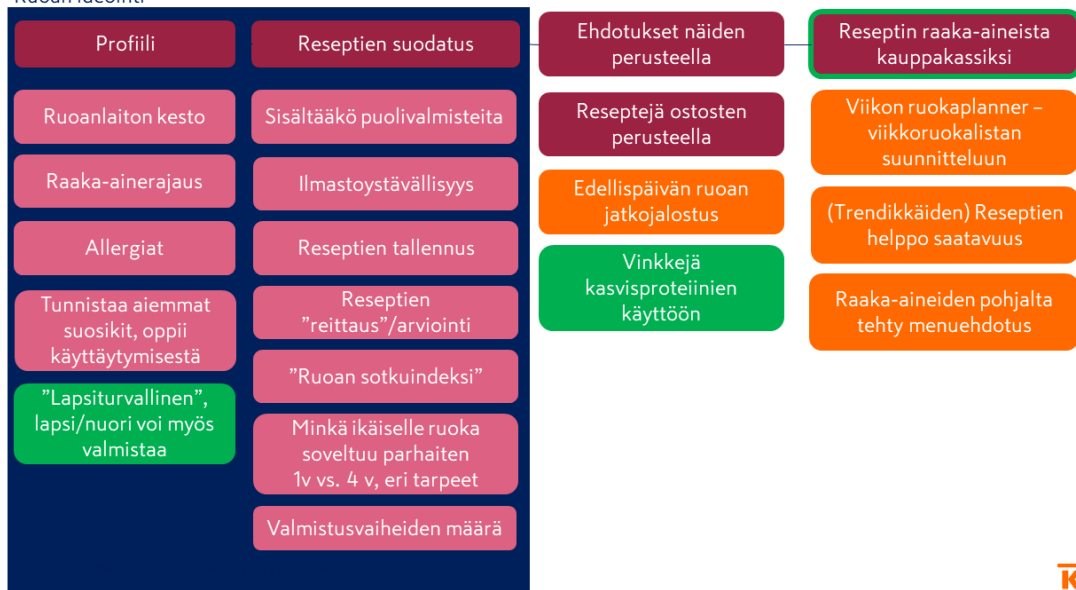 Ruoan ideointi
Profiili
Ruoanlaiton kesto
Raaka-ainerajaus
Allergiat
Tunnistaa aiemmat
suosikit, oppii
käyttäytymisestä
”Lapsiturvallinen”,
lapsi/nuori voi myös
valmistaa
Reseptien suodatus
Sisältääkö puolivalmisteita
Ilmastoystävällisyys
Reseptien tallennus
Reseptien
”reittaus”/arviointi
”Ruoan sotkuindeksi”
Minkä ikäiselle ruoka
soveltuu parhaiten
1v vs. 4 v, eri tarpeet
Valmistusvaiheiden määrä
Ehdotukset näiden
perusteella
Reseptejä ostosten
perusteella
Edellispäivän ruoan
jatkojalostus
Vinkkejä
kasvisproteiinien
käyttöön
Reseptin raaka-aineista
kauppakassiksi
Viikon ruokaplanner –
viikkoruokalistan
suunnitteluun
(Trendikkäiden) Reseptien
helppo saatavuus
Raaka-aineiden pohjalta
tehty menuehdotus
K